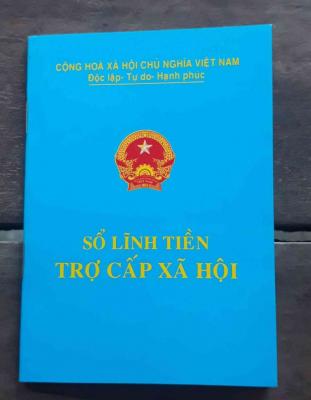 CỘNG HOÀ XÃ HỘI CHỦ NGHĨA VIỆT NAM
Độc lập- Tự do- Hạnh phúc
SỔ LĨNH TIỀN
TRỢ CẤP XÃ HỘI